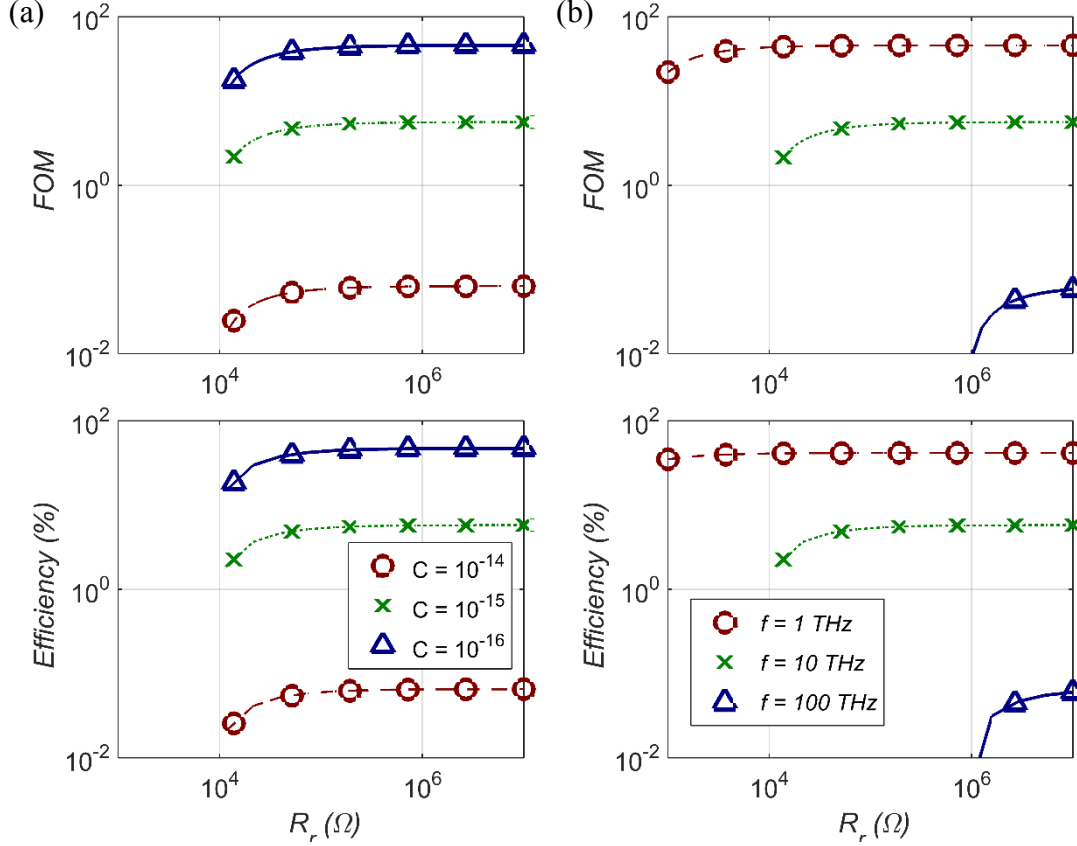 (a)
10^2
10^0
10^-2
FOM
10^4
10^6
(b)
10^2
10^0
10^-2
FOM
10^4
10^6
10^2
10^0
10^-2
Efficiency (%)
C = 10^-14
C = 10^-15
C = 10^-16
10^4
10^6
R_r (Ω)
10^2
10^0
10^-2
Efficiency (%)
f = 1 THz
f = 10 THz
f = 100 THz
10^4
10^6
R_r (Ω)